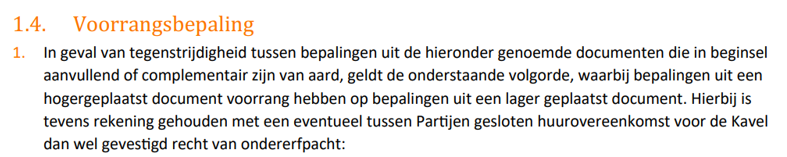 1.4. Voorrangsbepaling
1. In geval van tegenstrijdigheid tussen bepalingen uit de hieronder genoemde documenten die in beginsel
aanvullend of complementair zijn van aard, geldt de onderstaande volgorde, waarbij bepalingen uit een
hogergeplaatst document voorrang hebben op bepalingen uit een lager geplaatst document. Hierbij is
tevens rekening gehouden met een eventueel tussen Partijen gesloten huurovereenkomst voor de Kavel
dan wel gevestigd recht van ondererfpacht: